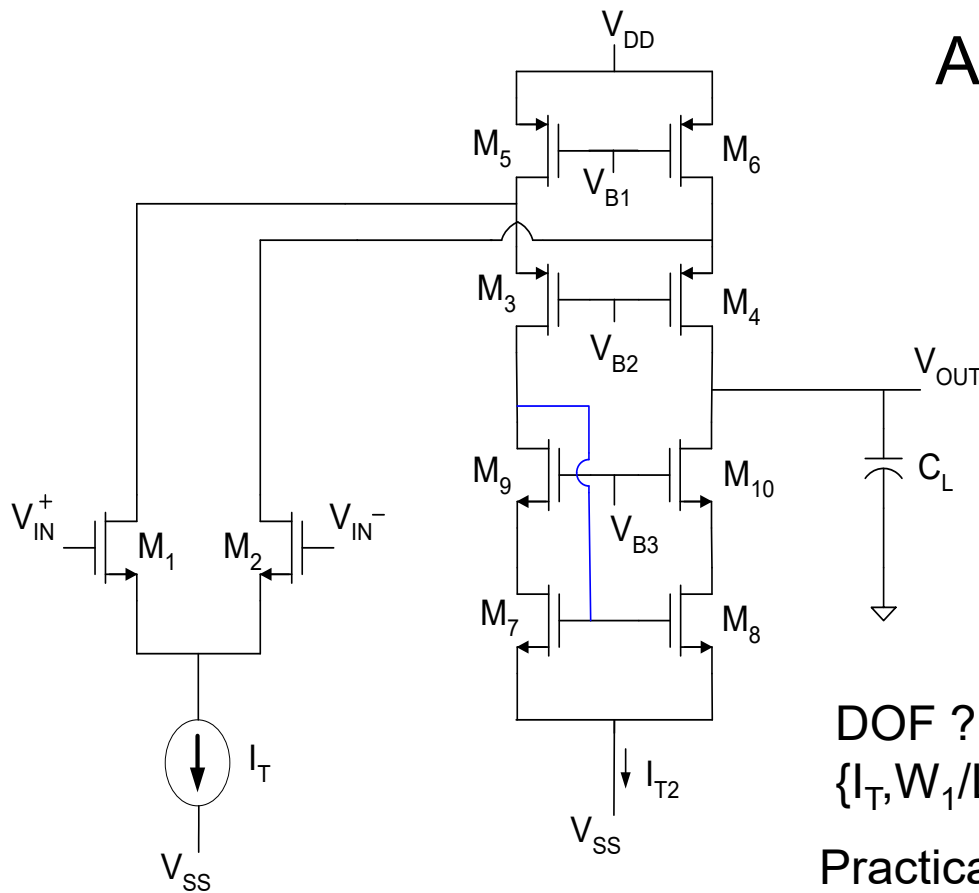 V_DD
A
M_5
M_6
V_B1
M_3
M_4
V_B2
V_OUT
M_9
M_10
C_L
V_IN^+
V_IN^−
V_B3
M_1
M_2
M_7
M_8
DOF ?
I_T
I_T2
{I_T,W_1/
V_SS
V_SS
Practica